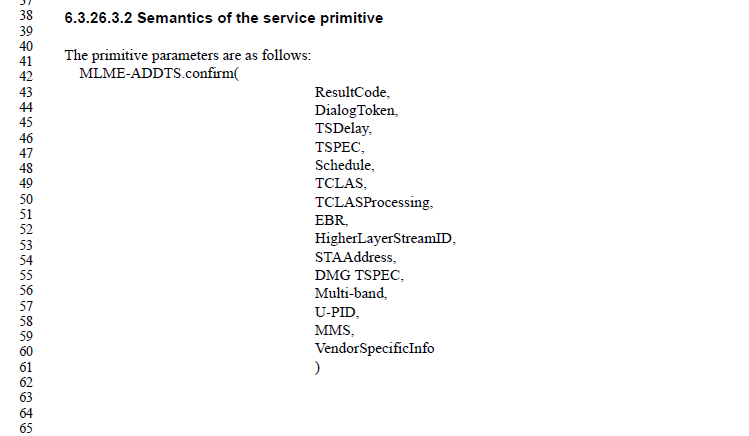 37
38 6.3.26.3.2 Semantics of the service primitive
39
40
41 The primitive parameters are as follows:
42 MLME-ADDTS.confirm(
43 ResultCode,
44 DialogToken,
45 TSDelay,
46 TSPEC,
47
48 Schedule,
49 TCLAS,
50 TCLASProcessing,
51 EBR,
52
53 HigherLayerStreamID,
54 STAAddress,
55 DMG TSPEC,
56 Multi-band,
57 U-PID,
58
59 MMS,
60 VendorSpecificInfo
61 )
62
63
64
65